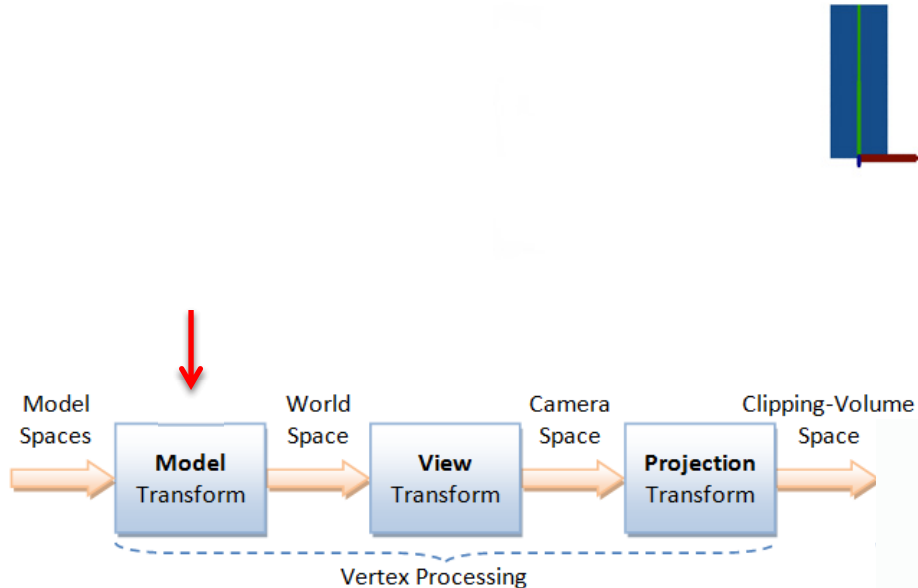 Model
Spaces
World
Space
Camera
Space
Clipping-Volume
Space
Model
Transform
View
Transform
Projection
Transform
Vertex Processing